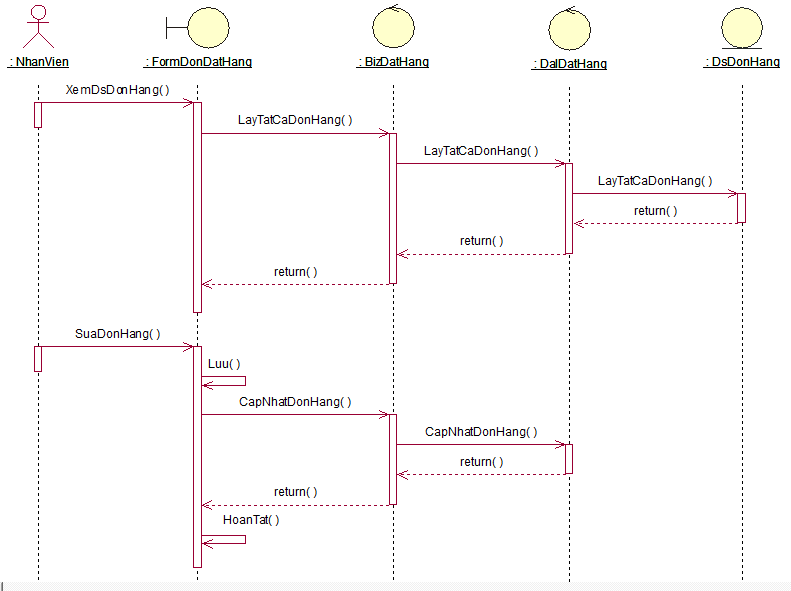 : NhanVien
: FormDonDatHang
: BizDatHang
: DalDatHang
: DsDonHang
XemDsDonHang( )
LayTatCaDonHang( )
LayTatCaDonHang( )
LayTatCaDonHang( )
return( )
return( )
return( )
SuaDonHang( )
Luu( )
CapNhatDonHang( )
CapNhatDonHang( )
return( )
return( )
HoanTat( )